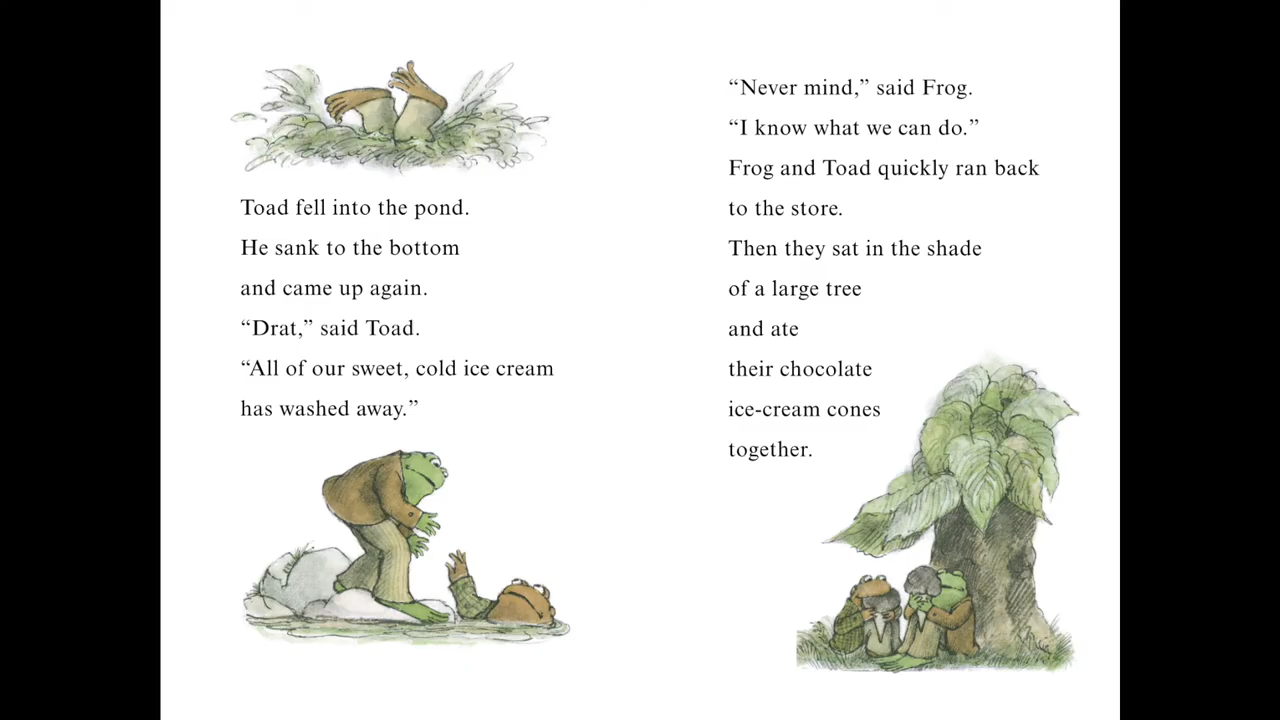 Toad fell into the pond.
He sank to the bottom
and came up again.
“Drat,” said Toad.
“All of our sweet, cold ice cream
has washed away.”
“Never mind,” said Frog.
“I know what we can do.”
Frog and Toad quickly ran back
to the store.
Then they sat in the shade
of a large tree
and ate
their chocolate
ice-cream cones
together.